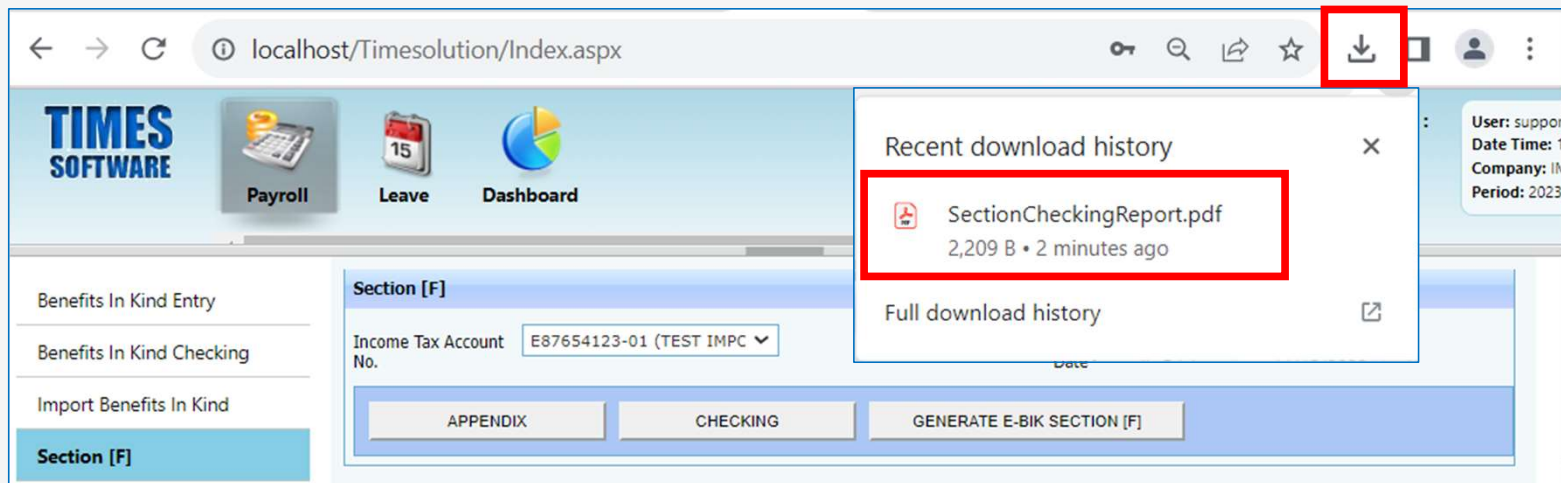 localhost/Timesolution/Index.aspx
TIMES
SOFTWARE
Payroll
15
Leave
Dashboard
:
User: suppor
Date Time: 1
Company: IM
Period: 2023
Recent download history
SectionCheckingReport.pdf
2,209 B • 2 minutes ago
Full download history
Benefits In Kind Entry
Benefits In Kind Checking
Import Benefits In Kind
Section [F]
Section [F]
Income Tax Account
No.
E87654123-01 (TEST IMPC
Date
APPENDIX
CHECKING
GENERATE E-BIK SECTION [F]